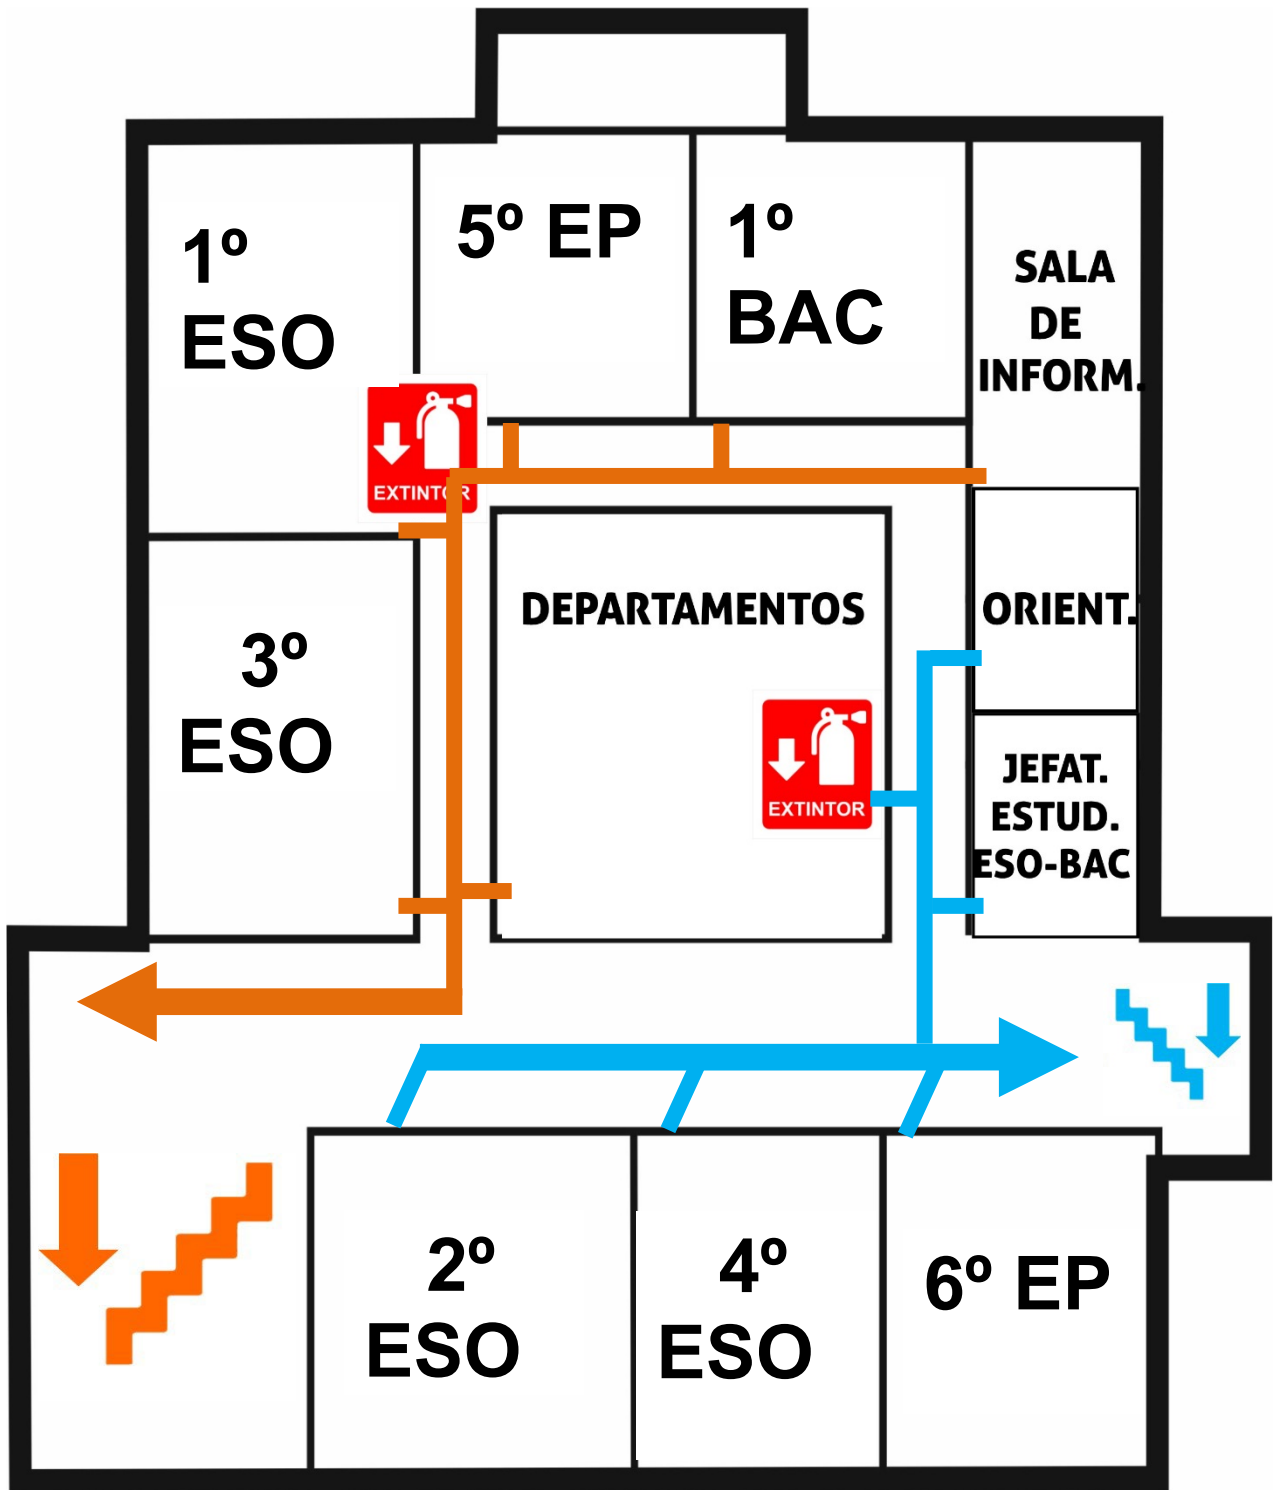 1º
ESO
5º EP
1º
BAC
SALA
DE
INFORM.
EXTINTOR
3º
ESO
DEPARTAMENTOS
ORIENT.
EXTINTOR
JEFAT.
ESTUD.
ESO-BAC
2º
ESO
4º
ESO
6º EP